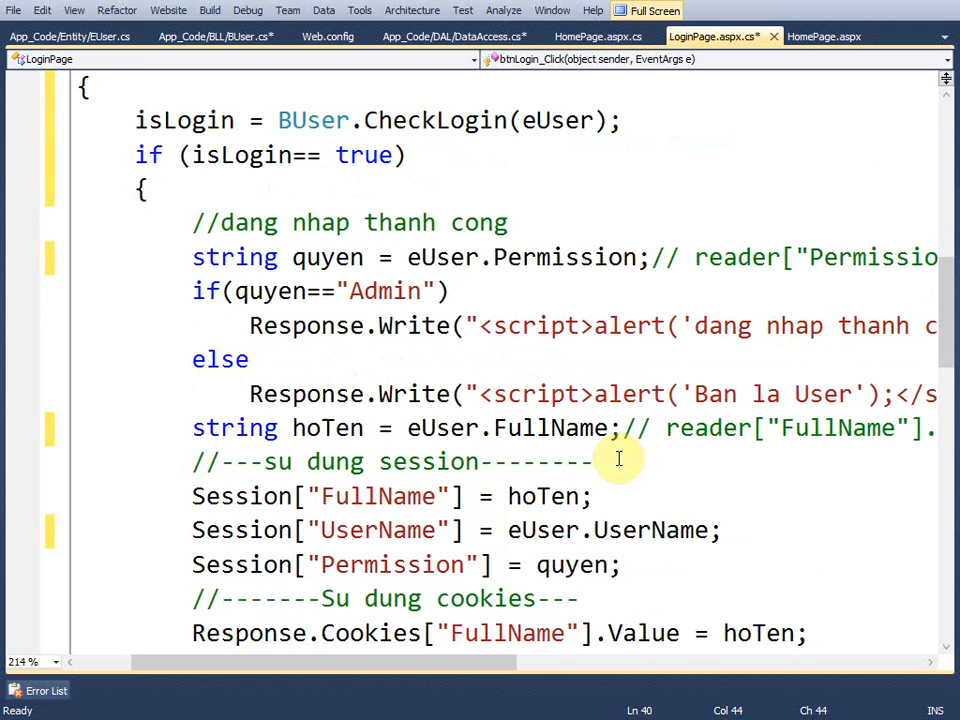 File Edit View Refactor Website Build Debug Team Data Tools Architecture Test Analyze Window Help Full Screen
App_Code/Entity/EUser.cs App_Code/BLL/BUser.cs* Web.config App_Code/DAL/DataAccess.cs* HomePage.aspx.cs LoginPage.aspx.cs* HomePage.aspx
LoginPage btnLogin_Click(object sender, EventArgs e)
{
isLogin = BUser.CheckLogin(eUser);
if (isLogin== true)
{
//dang nhap thanh cong
string quyen = eUser.Permission;// reader["Permissio
if(quyen=="Admin")
Response.Write("<script>alert('dang nhap thanh c
else
Response.Write("<script>alert('Ban la User');</s
string hoTen = eUser.FullName;// reader["FullName"].
//---su dung session--------
Session["FullName"] = hoTen;
Session["UserName"] = eUser.UserName;
Session["Permission"] = quyen;
//-------Su dung cookies---
Response.Cookies["FullName"].Value = hoTen;
214 %
Error List
Ready Ln 40 Col 44 Ch 44 INS